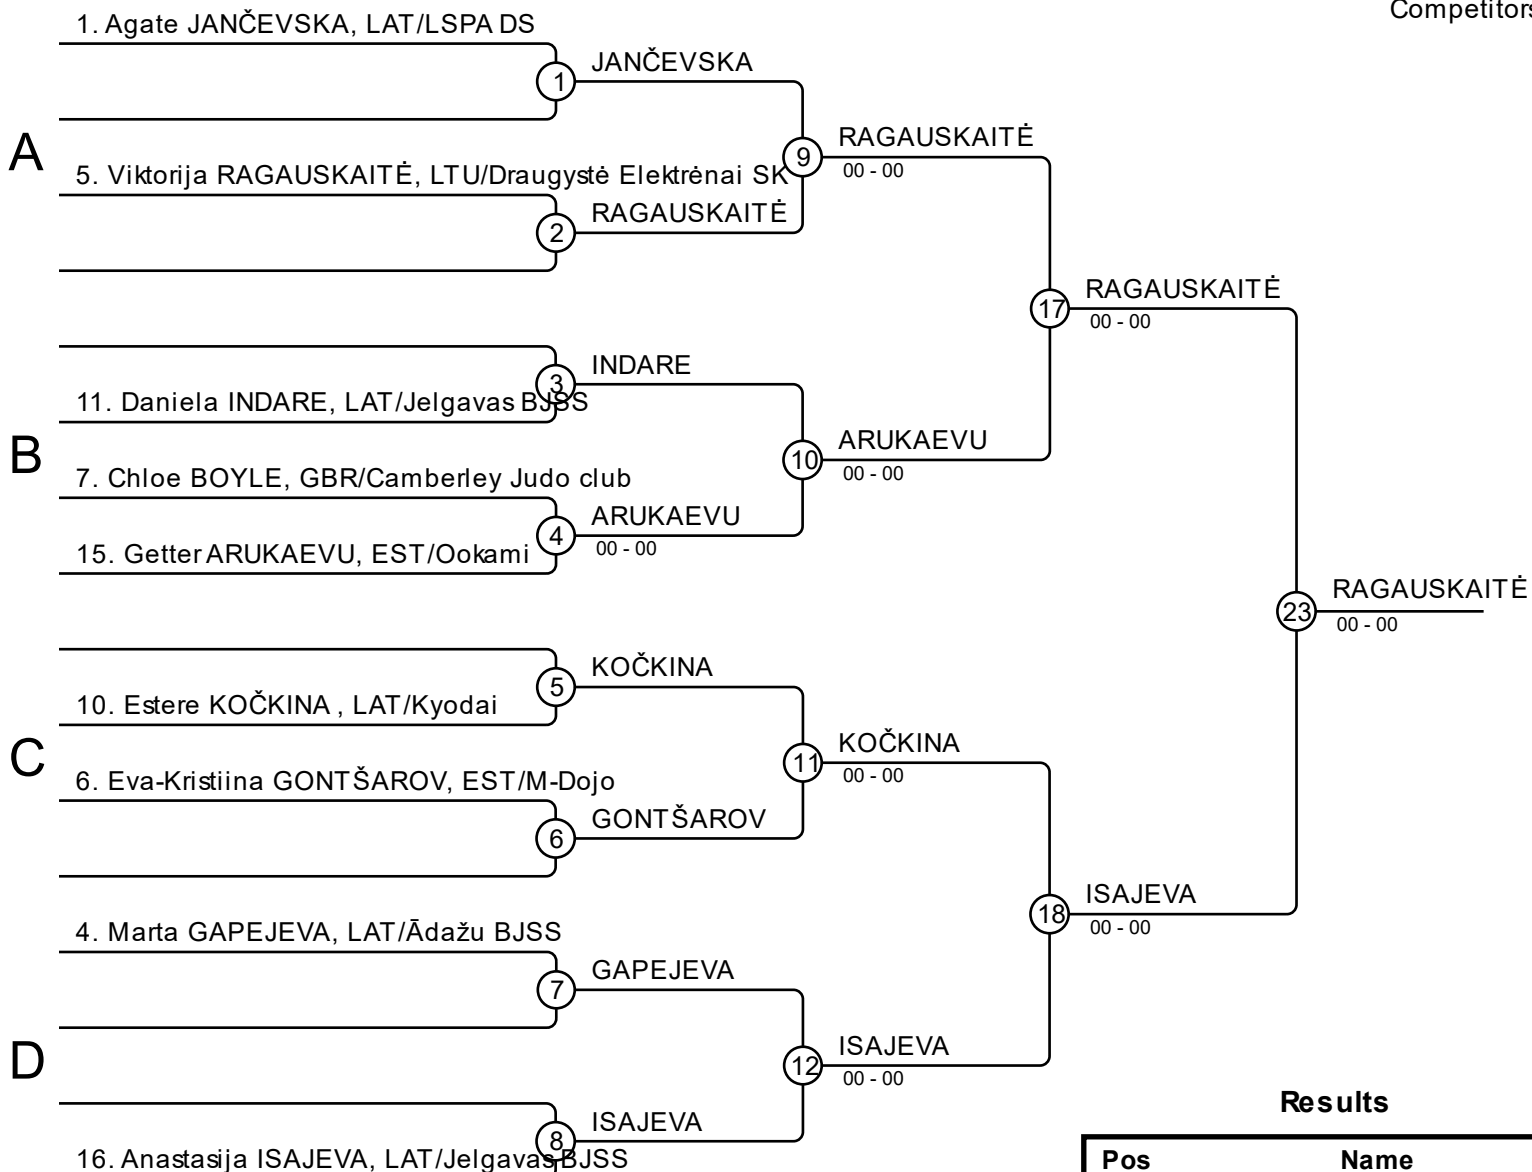 Competitors
1. Agate JANČEVSKA, LAT/LSPA DS
1
JANČEVSKA
A
9
RAGAUSKAITĖ
00 - 00
5. Viktorija RAGAUSKAITĖ, LTU/Draugystė Elektrėnai SK
2
RAGAUSKAITĖ
17
RAGAUSKAITĖ
00 - 00
3
INDARE
11. Daniela INDARE, LAT/Jelgavas BJSS
B
10
ARUKAEVU
00 - 00
7. Chloe BOYLE, GBR/Camberley Judo club
4
ARUKAEVU
00 - 00
15. Getter ARUKAEVU, EST/Ookami
23
RAGAUSKAITĖ
00 - 00
5
KOČKINA
10. Estere KOČKINA , LAT/Kyodai
C
11
KOČKINA
00 - 00
6. Eva-Kristiina GONTŠAROV, EST/M-Dojo
6
GONTŠAROV
18
ISAJEVA
00 - 00
4. Marta GAPEJEVA, LAT/Ādažu BJSS
7
GAPEJEVA
D
12
ISAJEVA
00 - 00
8
ISAJEVA
16. Anastasija ISAJEVA, LAT/Jelgavas BJSS
Results
Pos Name